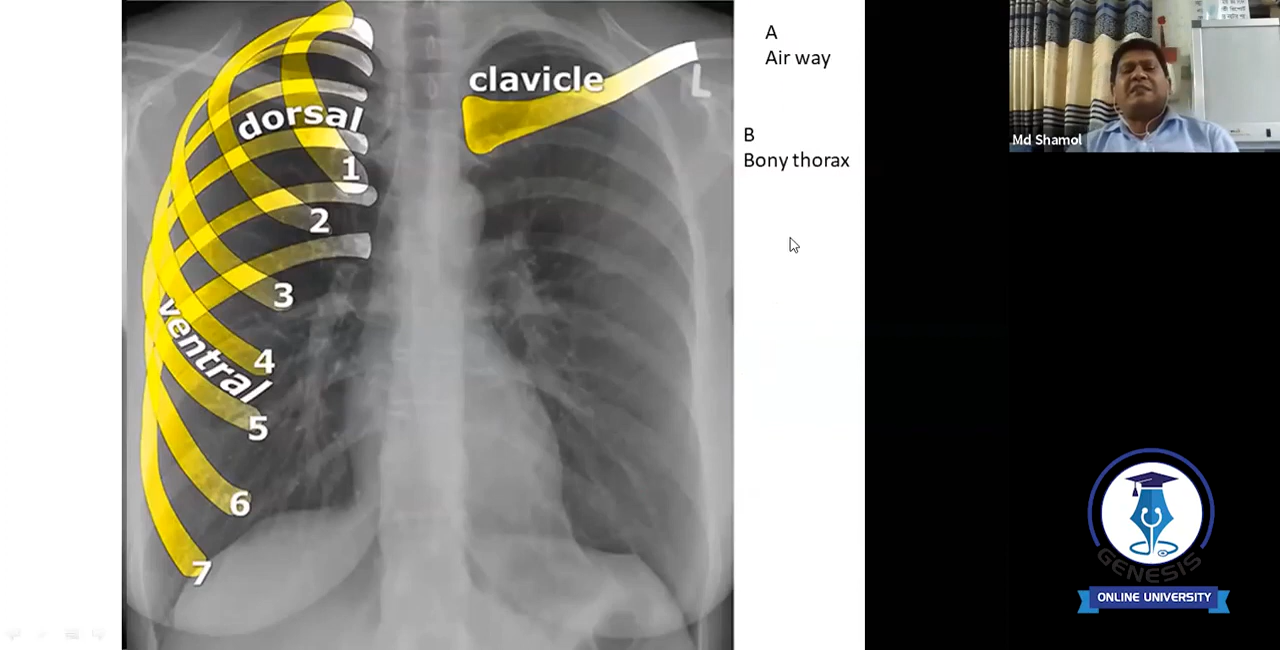 A
Air way
B
Bony thorax
clavicle
L
dorsal
1
2
3
ventral
4
5
6
7
Md Shamol
GENESIS
ONLINE UNIVERSITY